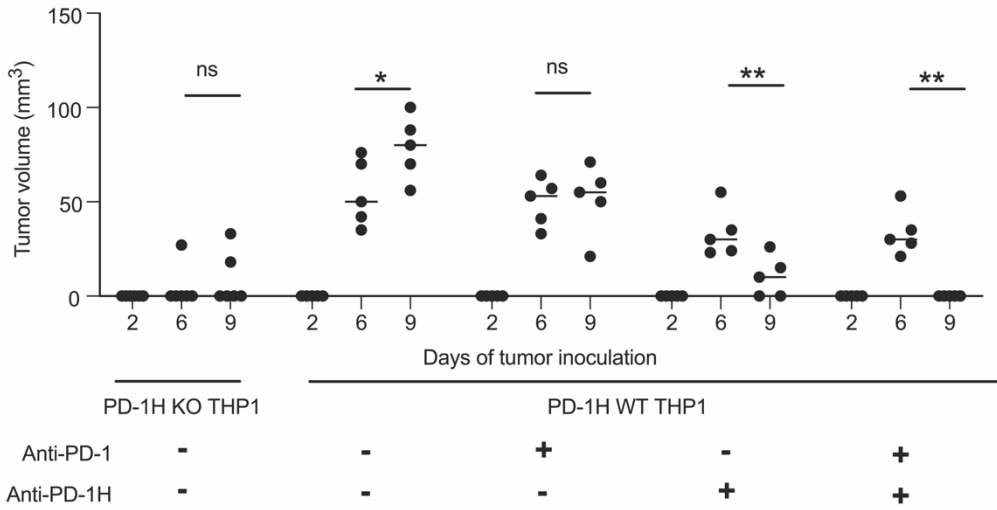 150
100
50
0
Tumor volume (mm³)
ns
*
ns
**
**
2 6 9 2 6 9 2 6 9 2 6 9 2 6 9
Days of tumor inoculation
PD-1H KO THP1 PD-1H WT THP1
Anti-PD-1 - - + - +
Anti-PD-1H - - - + +